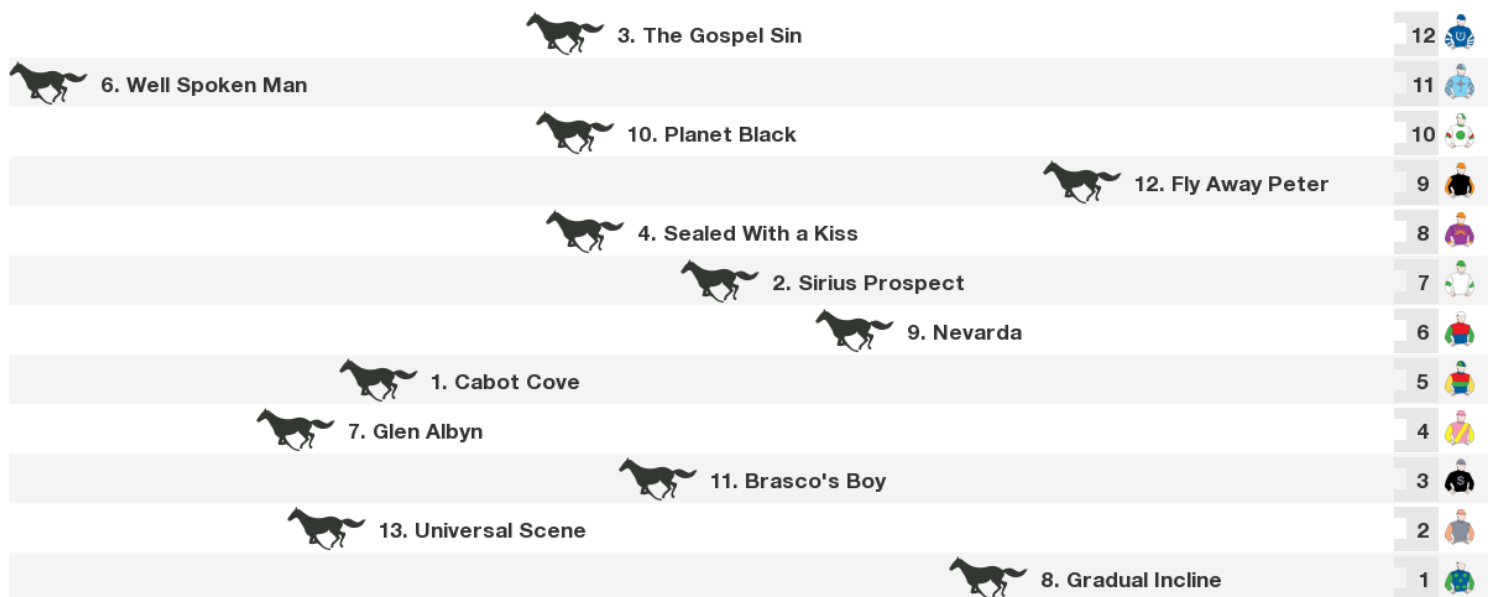 3. The Gospel Sin 12
6. Well Spoken Man 11
10. Planet Black 10
12. Fly Away Peter 9
4. Sealed With a Kiss 8
2. Sirius Prospect 7
9. Nevarda 6
1. Cabot Cove 5
7. Glen Albyn 4
11. Brasco's Boy 3
13. Universal Scene 2
8. Gradual Incline 1